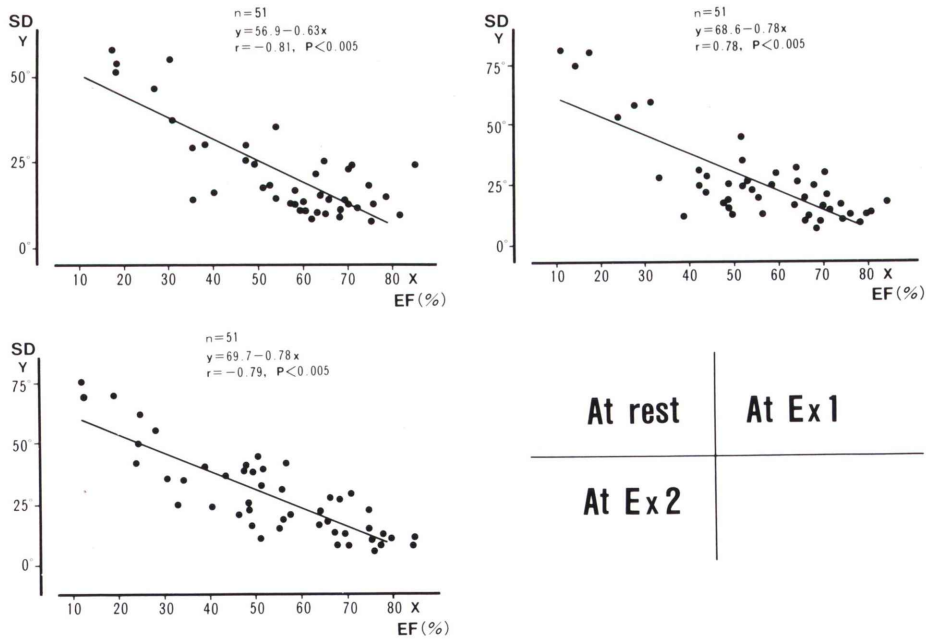 SD
Y
n=51
y=56.9-0.63x
r=-0.81, P<0.005
50°
25°
0°
10 20 30 40 50 60 70 80 X
EF(%)
SD
Y
n=51
y=68.6-0.78x
r=0.78, P<0.005
75°
50°
25°
0°
10 20 30 40 50 60 70 80 X
EF(%)
SD
Y
n=51
y=69.7-0.78x
r=-0.79, P<0.005
75°
50°
25°
0°
10 20 30 40 50 60 70 80 X
EF(%)
At rest
At Ex1
At Ex2